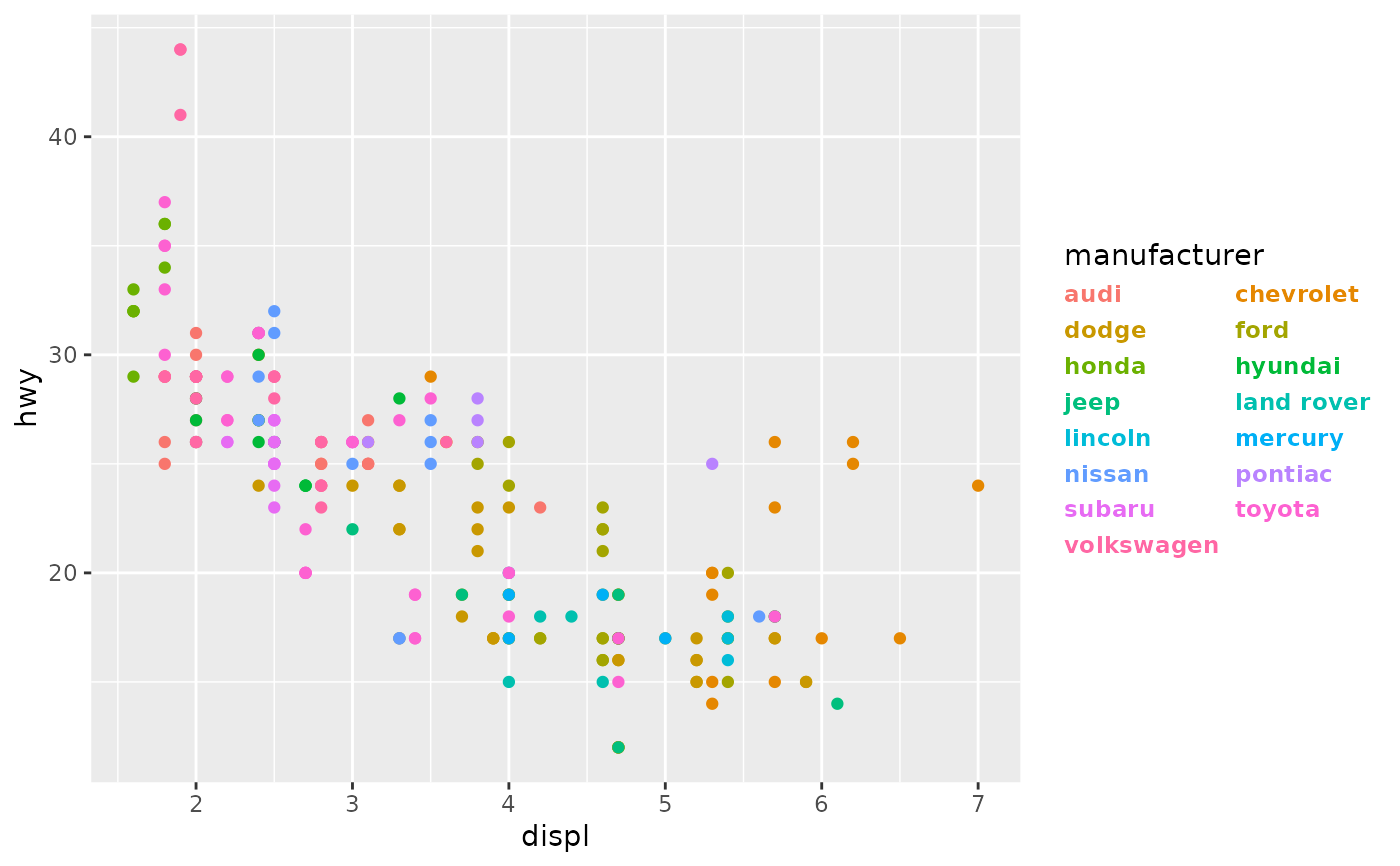 40
30
20
hwy
2 3 4 5 6 7
displ
manufacturer
audi chevrolet
dodge ford
honda hyundai
jeep land rover
lincoln mercury
nissan pontiac
subaru toyota
volkswagen